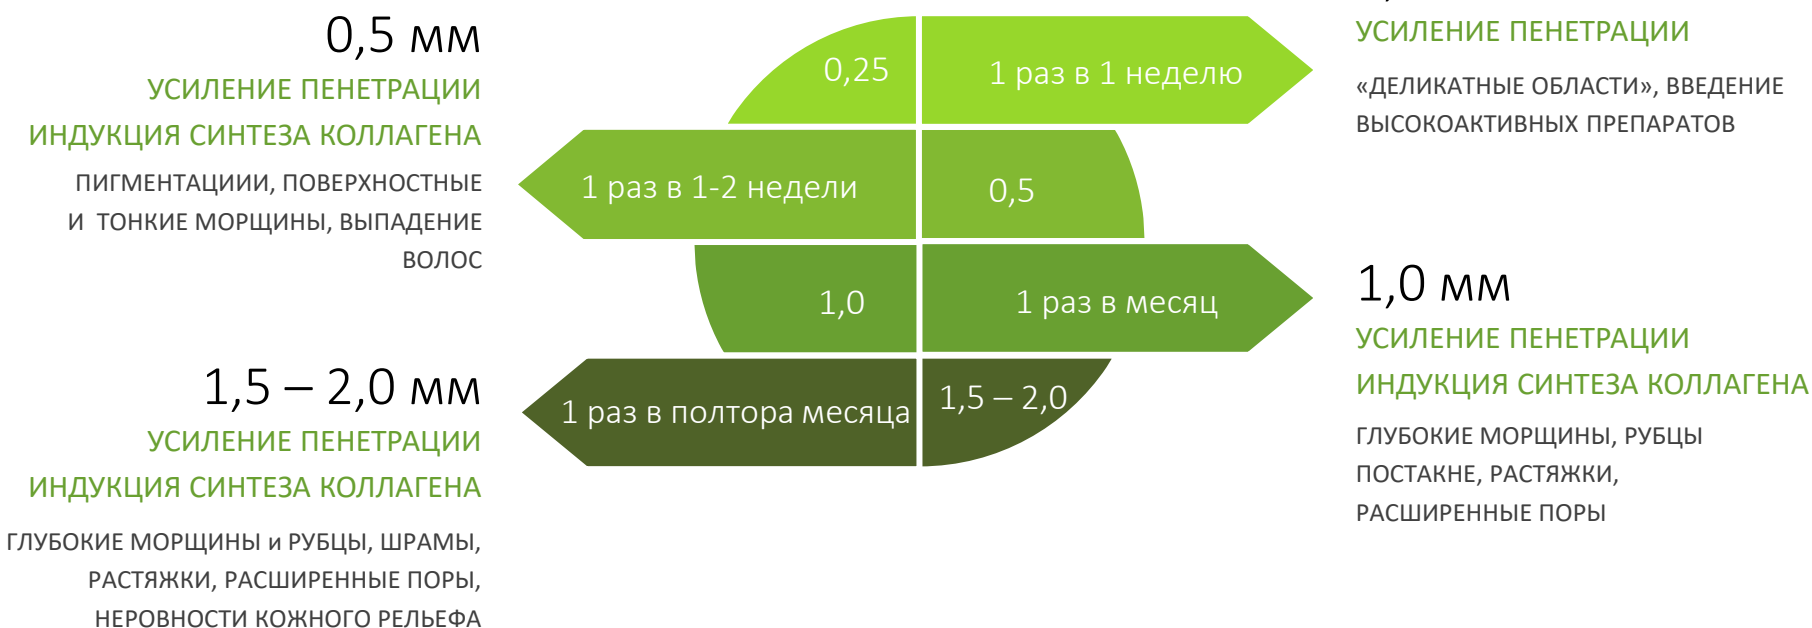 0,5 мм
УСИЛЕНИЕ ПЕНЕТРАЦИИ
ИНДУКЦИЯ СИНТЕЗА КОЛЛАГЕНА
ПИГМЕНТАЦИИИ, ПОВЕРХНОСТНЫЕ
И ТОНКИЕ МОРЩИНЫ, ВЫПАДЕНИЕ
ВОЛОС
1,5 – 2,0 мм
УСИЛЕНИЕ ПЕНЕТРАЦИИ
ИНДУКЦИЯ СИНТЕЗА КОЛЛАГЕНА
ГЛУБОКИЕ МОРЩИНЫ и РУБЦЫ, ШРАМЫ,
РАСТЯЖКИ, РАСШИРЕННЫЕ ПОРЫ,
НЕРОВНОСТИ КОЖНОГО РЕЛЬЕФА
0,25
1 раз в 1 неделю
1 раз в 1-2 недели
0,5
1,0
1 раз в месяц
1 раз в полтора месяца
1,5 – 2,0
УСИЛЕНИЕ ПЕНЕТРАЦИИ
«ДЕЛИКАТНЫЕ ОБЛАСТИ», ВВЕДЕНИЕ
ВЫСОКОАКТИВНЫХ ПРЕПАРАТОВ
1,0 мм
УСИЛЕНИЕ ПЕНЕТРАЦИИ
ИНДУКЦИЯ СИНТЕЗА КОЛЛАГЕНА
ГЛУБОКИЕ МОРЩИНЫ, РУБЦЫ
ПОСТАКНЕ, РАСТЯЖКИ,
РАСШИРЕННЫЕ ПОРЫ